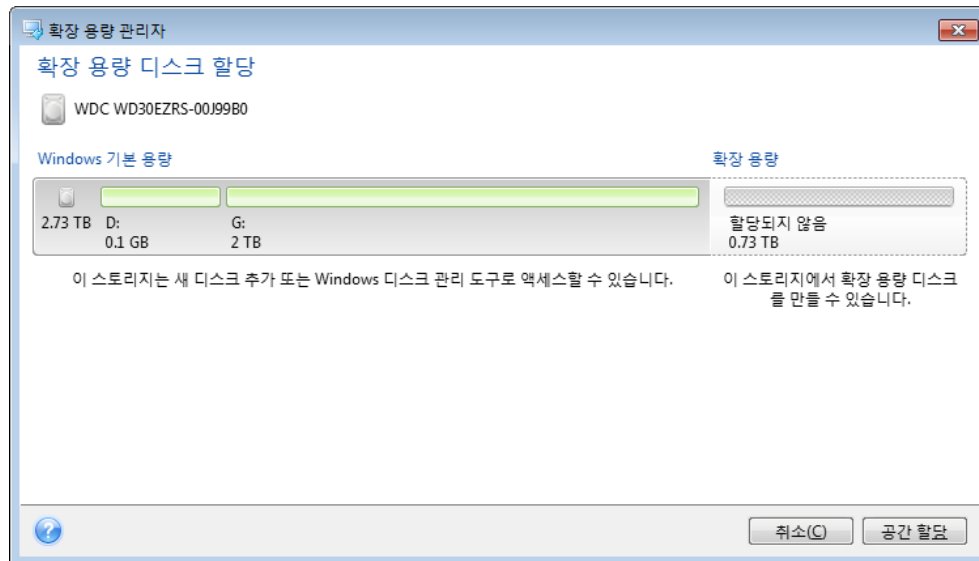 확장 용량 관리자
확장 용량 디스크 할당
WDC WD30EZRS-00J99B0
Windows 기본 용량
확장 용량
2.73 TB
D:
0.1 GB
G:
2 TB
할당되지 않음
0.73 TB
이 스토리지는 새 디스크 추가 또는 Windows 디스크 관리 도구로 액세스할 수 있습니다.
이 스토리지에서 확장 용량 디스크
를 만들 수 있습니다.
?
취소(C)
공간 할당